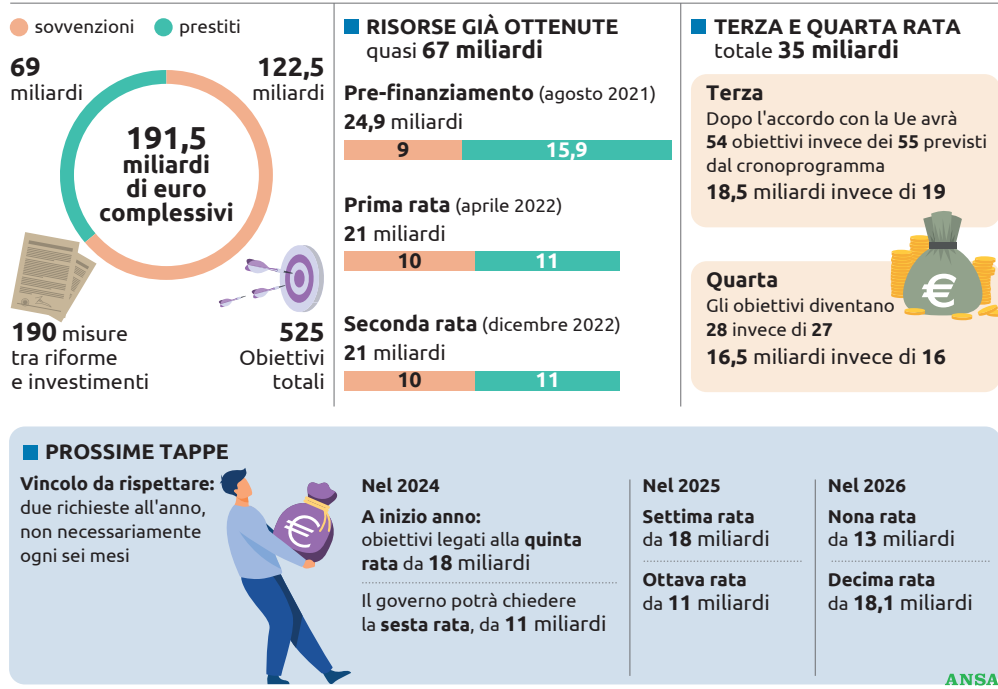 sovvenzioni
prestiti
69
miliardi
122,5
miliardi
191,5
miliardi
di euro
complessivi
190 misure
tra riforme
e investimenti
525
Obiettivi
totali
RISORSE GIÀ OTTENUTE
quasi 67 miliardi
Pre-finanziamento (agosto 2021)
24,9 miliardi
9
15,9
Prima rata (aprile 2022)
21 miliardi
10
11
Seconda rata (dicembre 2022)
21 miliardi
10
11
TERZA E QUARTA RATA
totale 35 miliardi
Terza
Dopo l'accordo con la Ue avrà
54 obiettivi invece dei 55 previsti
dal cronoprogramma
18,5 miliardi invece di 19
Quarta
Gli obiettivi diventano
28 invece di 27
16,5 miliardi invece di 16
€
PROSSIME TAPPE
Vincolo da rispettare:
due richieste all'anno,
non necessariamente
ogni sei mesi
€
Nel 2024
A inizio anno:
obiettivi legati alla quinta
rata da 18 miliardi
Il governo potrà chiedere
la sesta rata, da 11 miliardi
Nel 2025
Settima rata
da 18 miliardi
Ottava rata
da 11 miliardi
Nel 2026
Nona rata
da 13 miliardi
Decima rata
da 18,1 miliardi
ANSA